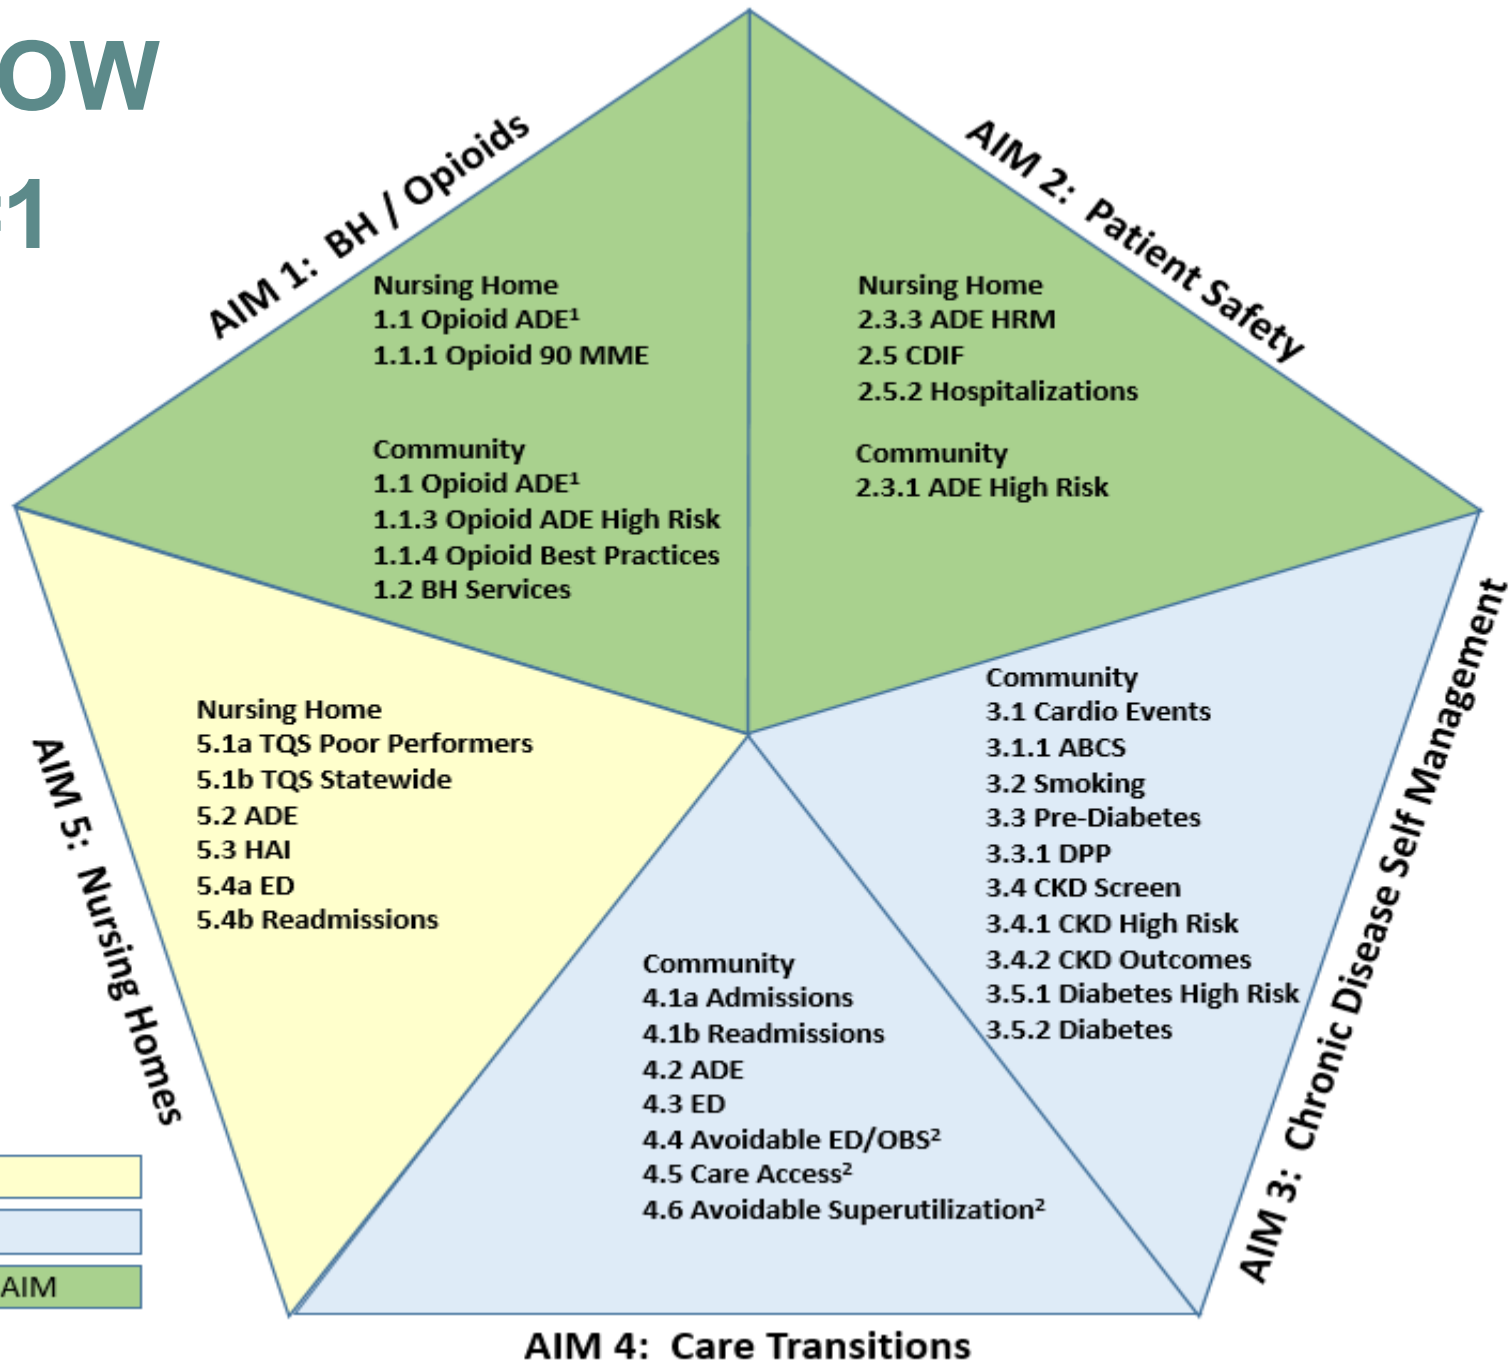 OW
#1
AIM 1: BH / Opioids
Nursing Home
1.1 Opioid ADE¹
1.1.1 Opioid 90 MME
Community
1.1 Opioid ADE¹
1.1.3 Opioid ADE High Risk
1.1.4 Opioid Best Practices
1.2 BH Services
AIM 2: Patient Safety
Nursing Home
2.3.3 ADE HRM
2.5 CDIF
2.5.2 Hospitalizations
Community
2.3.1 ADE High Risk
AIM 3: Chronic Disease Self Management
Community
3.1 Cardio Events
3.1.1 ABCS
3.2 Smoking
3.3 Pre-Diabetes
3.3.1 DPP
3.4 CKD Screen
3.4.1 CKD High Risk
3.4.2 CKD Outcomes
3.5.1 Diabetes High Risk
3.5.2 Diabetes
AIM 4: Care Transitions
Community
4.1a Admissions
4.1b Readmissions
4.2 ADE
4.3 ED
4.4 Avoidable ED/OBS²
4.5 Care Access²
4.6 Avoidable Superutilization²
AIM 5: Nursing Homes
Nursing Home
5.1a TQS Poor Performers
5.1b TQS Statewide
5.2 ADE
5.3 HAI
5.4a ED
5.4b Readmissions
AIM